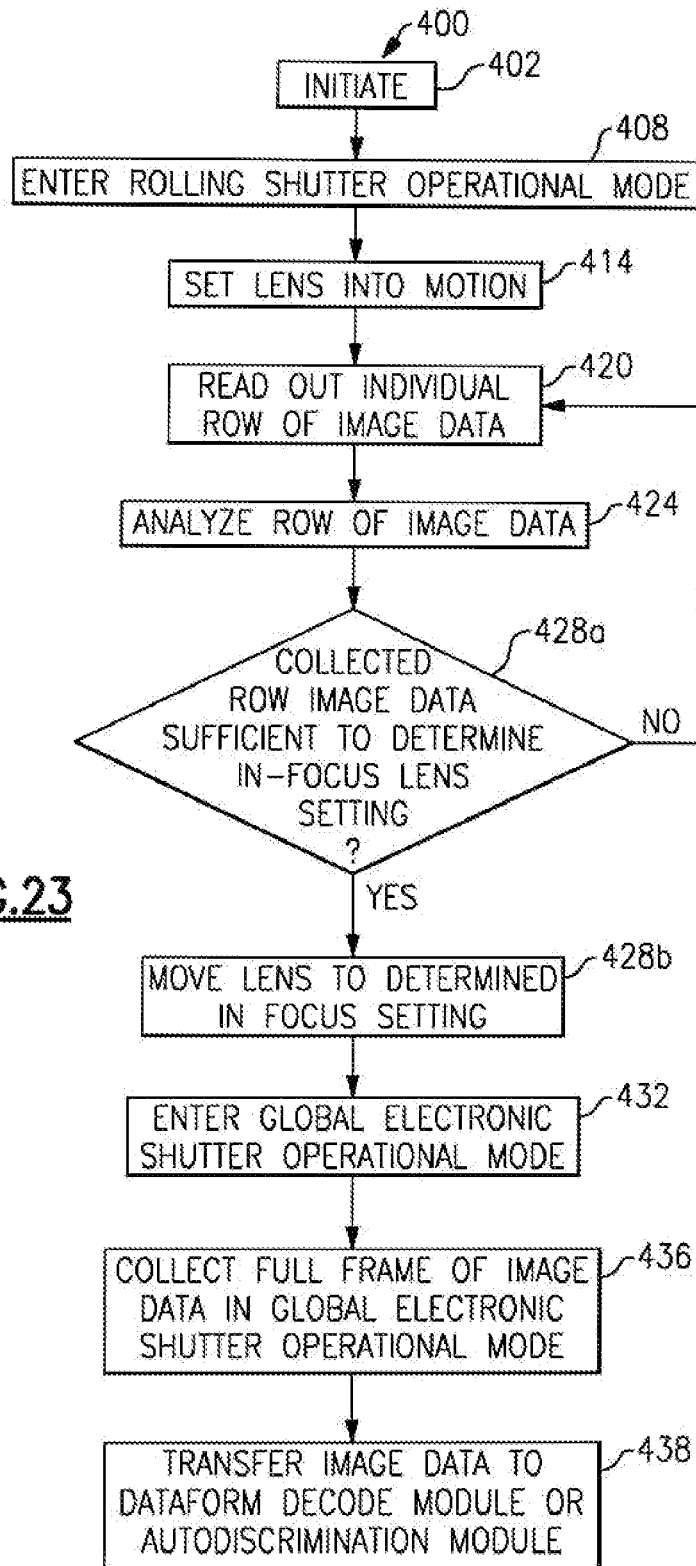 400
INITIATE
402
408
ENTER ROLLING SHUTTER OPERATIONAL MODE
SET LENS INTO MOTION
414
READ OUT INDIVIDUAL
ROW OF IMAGE DATA
420
ANALYZE ROW OF IMAGE DATA
424
428a
COLLECTED
ROW IMAGE DATA
SUFFICIENT TO DETERMINE
IN-FOCUS LENS
SETTING
?
NO
YES
G.23
MOVE LENS TO DETERMINED
IN FOCUS SETTING
428b
ENTER GLOBAL ELECTRONIC
SHUTTER OPERATIONAL MODE
432
COLLECT FULL FRAME OF IMAGE
DATA IN GLOBAL ELECTRONIC
SHUTTER OPERATIONAL MODE
436
TRANSFER IMAGE DATA TO
DATAFORM DECODE MODULE OR
AUTODISCRIMINATION MODULE
438